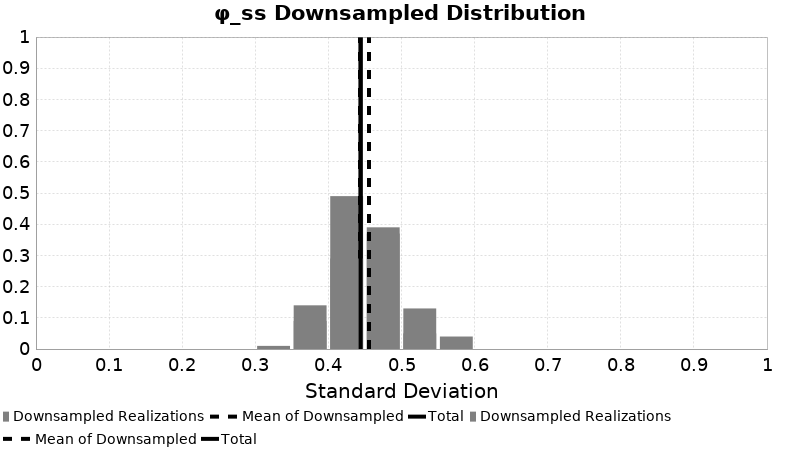 φ_ss Downsampled Distribution
1
0.9
0.8
0.7
0.6
0.5
0.4
0.3
0.2
0.1
0
0 0.1 0.2 0.3 0.4 0.5 0.6 0.7 0.8 0.9 1
Standard Deviation
Downsampled Realizations Mean of Downsampled Total Downsampled Realizations
Mean of Downsampled Total